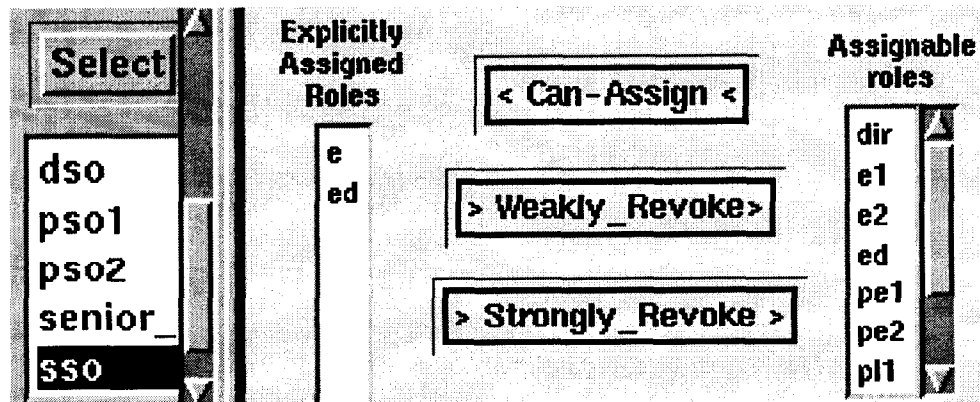 Select
dso
pso1
pso2
senior_
sso
Explicitly
Assigned
Roles
e
ed
< Can-Assign <
> Weakly_Revoke>
> Strongly_Revoke >
Assignable
roles
dir
e1
e2
ed
pe1
pe2
pl1